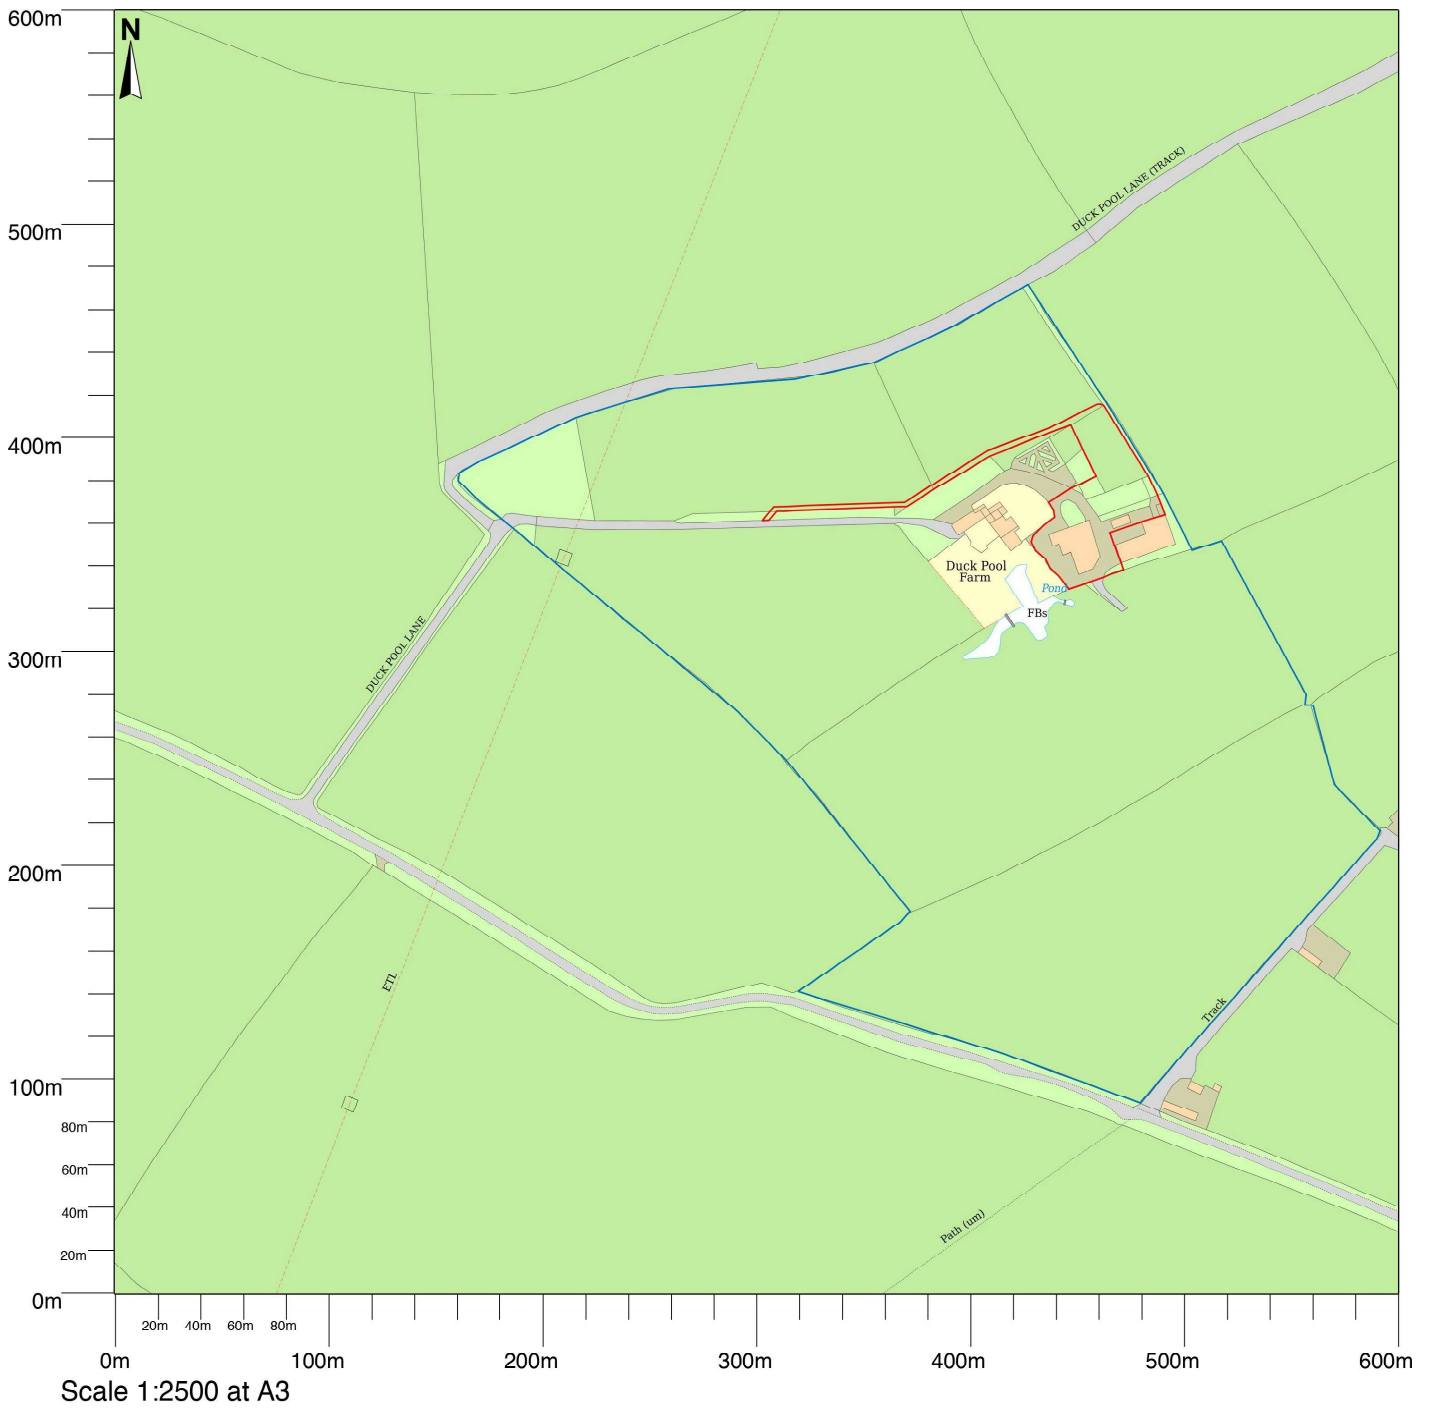 600m
N
DUCK POOL LANE (TRACK)
500m
400m
Duck Pool
Farm
Pond
FBs
DUCK POOL LANE
300m
200m
ETL
Track
100m
80m
60m
40m
20m
Path (um)
0m
20m 40m 60m 80m
0m 100m 200m 300m 400m 500m 600m
Scale 1:2500 at A3